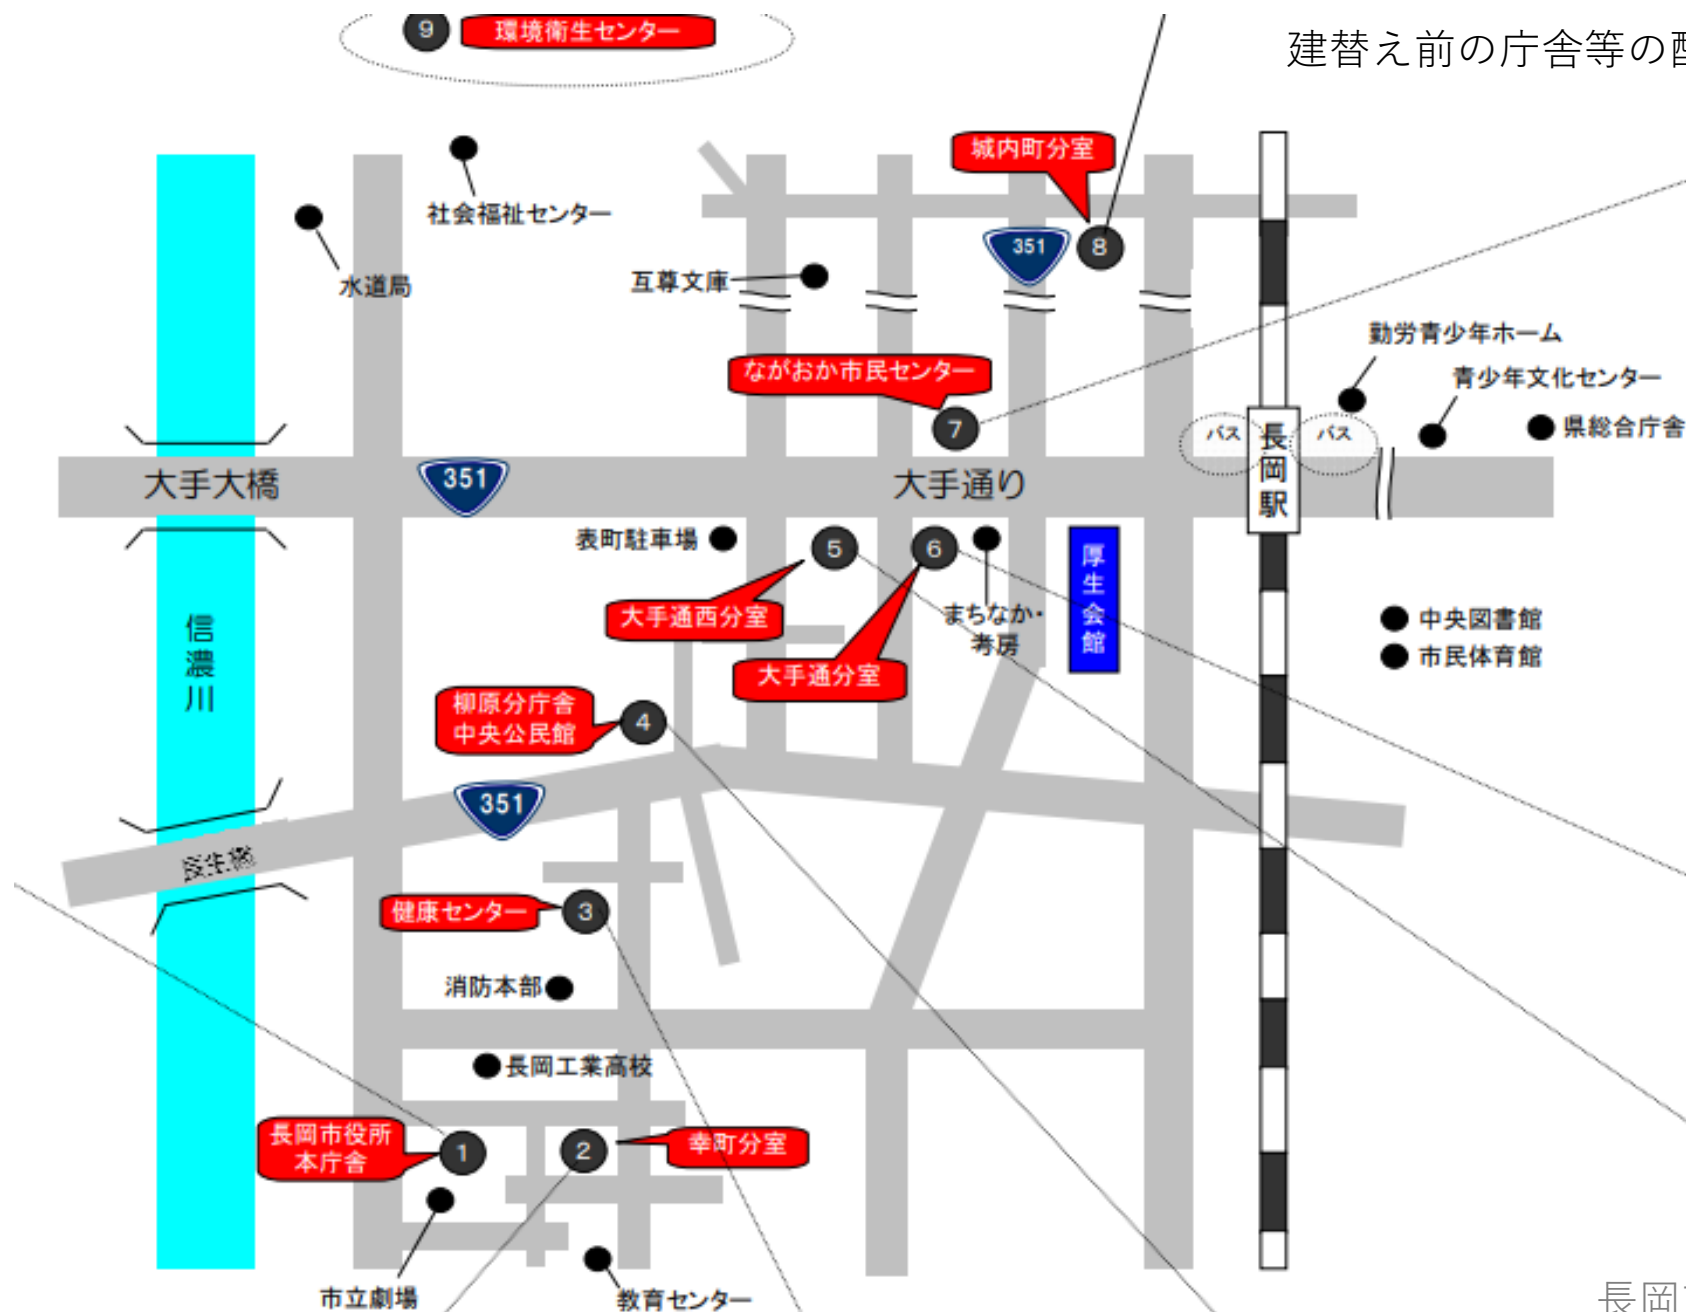 9
環境衛生センター
建替え前の庁舎等の
城内町分室
社会福祉センター
351
8
水道局
互尊文庫
勤労青少年ホーム
ながおか市民センター
青少年文化センター
7
バス
長岡駅
バス
県総合庁舎
大手大橋
351
大手通り
表町駐車場
5
6
厚生会館
大手通西分室
まちなか・
考房
信濃川
中央図書館
市民体育館
大手通分室
柳原分庁舎
中央公民館
4
351
長生橋
健康センター
3
消防本部
長岡工業高校
長岡市役所
本庁舎
1
2
幸町分室
市立劇場
教育センター
長岡